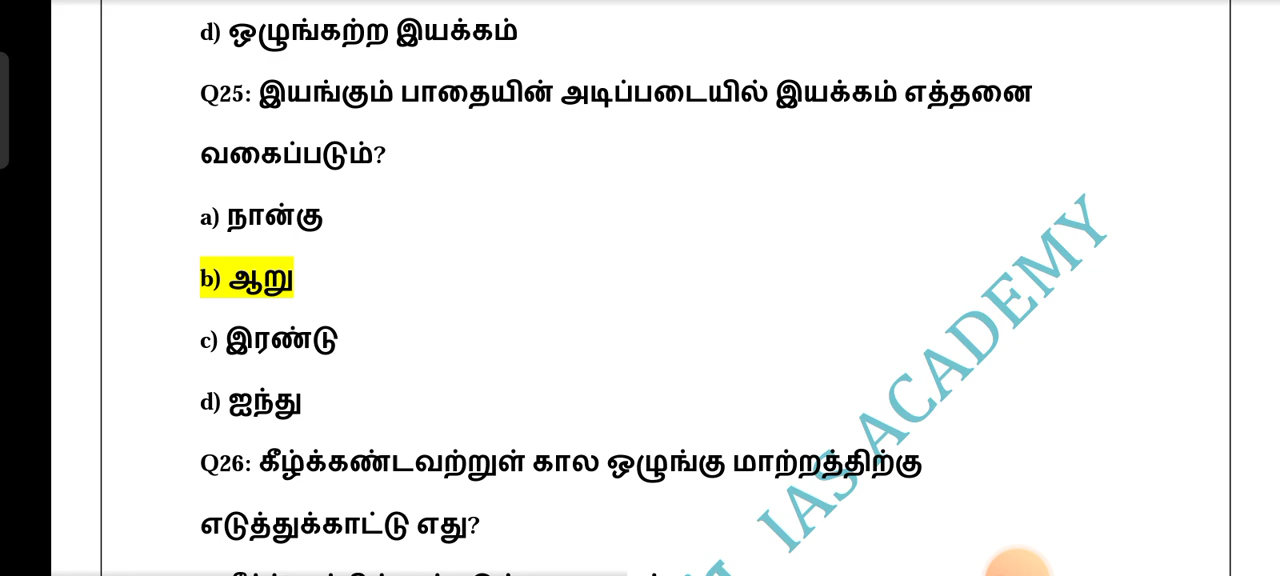 d) ஒழுங்கற்ற இயக்கம்
Q25: இயங்கும் பாதையின் அடிப்படையில் இயக்கம் எத்தனை
வகைப்படும்?
a) நான்கு
b) ஆறு
c) இரண்டு
d) ஐந்து
Q26: கீழ்க்கண்டவற்றுள் கால ஒழுங்கு மாற்றத்திற்கு
எடுத்துக்காட்டு எது?
IAS ACADEMY